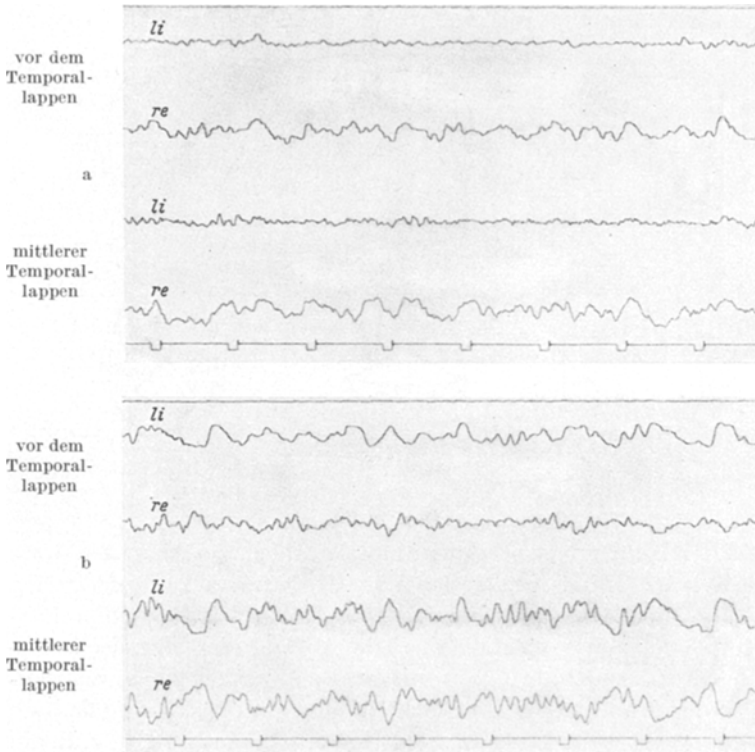 li
vor dem
Temporal-
lappen
re
a
li
mittlerer
Temporal-
lappen
re
li
vor dem
Temporal-
lappen
re
b
li
mittlerer
Temporal-
lappen
re